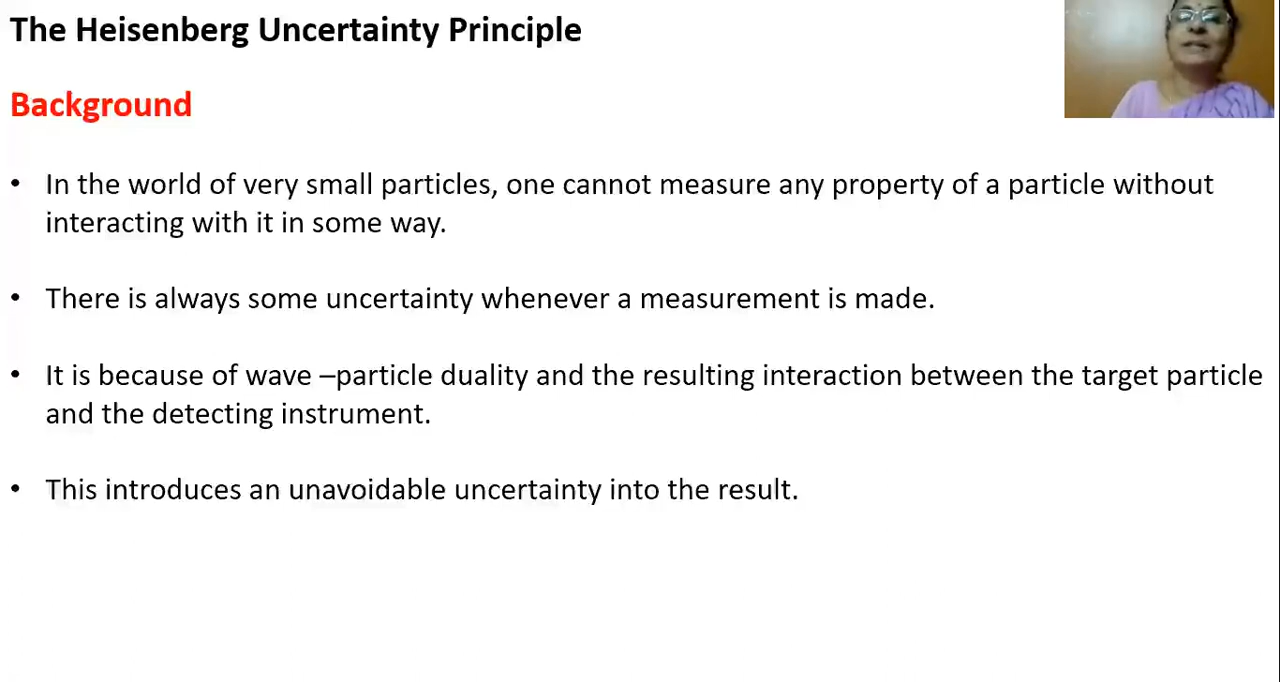 The Heisenberg Uncertainty Principle
Background
• In the world of very small particles, one cannot measure any property of a particle without
interacting with it in some way.
• There is always some uncertainty whenever a measurement is made.
• It is because of wave –particle duality and the resulting interaction between the target particle
and the detecting instrument.
• This introduces an unavoidable uncertainty into the result.